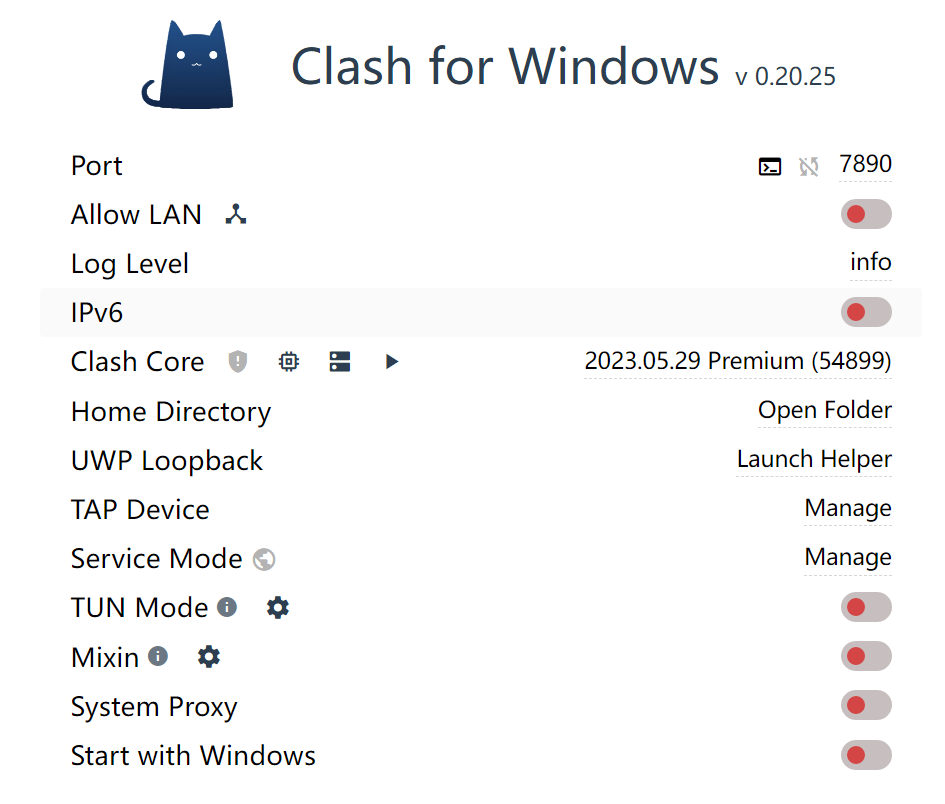 Clash for Windows v 0.20.25
Port 7890
Allow LAN
Log Level info
IPv6
Clash Core 2023.05.29 Premium (54899)
Home Directory Open Folder
UWP Loopback Launch Helper
TAP Device Manage
Service Mode Manage
TUN Mode
Mixin
System Proxy
Start with Windows